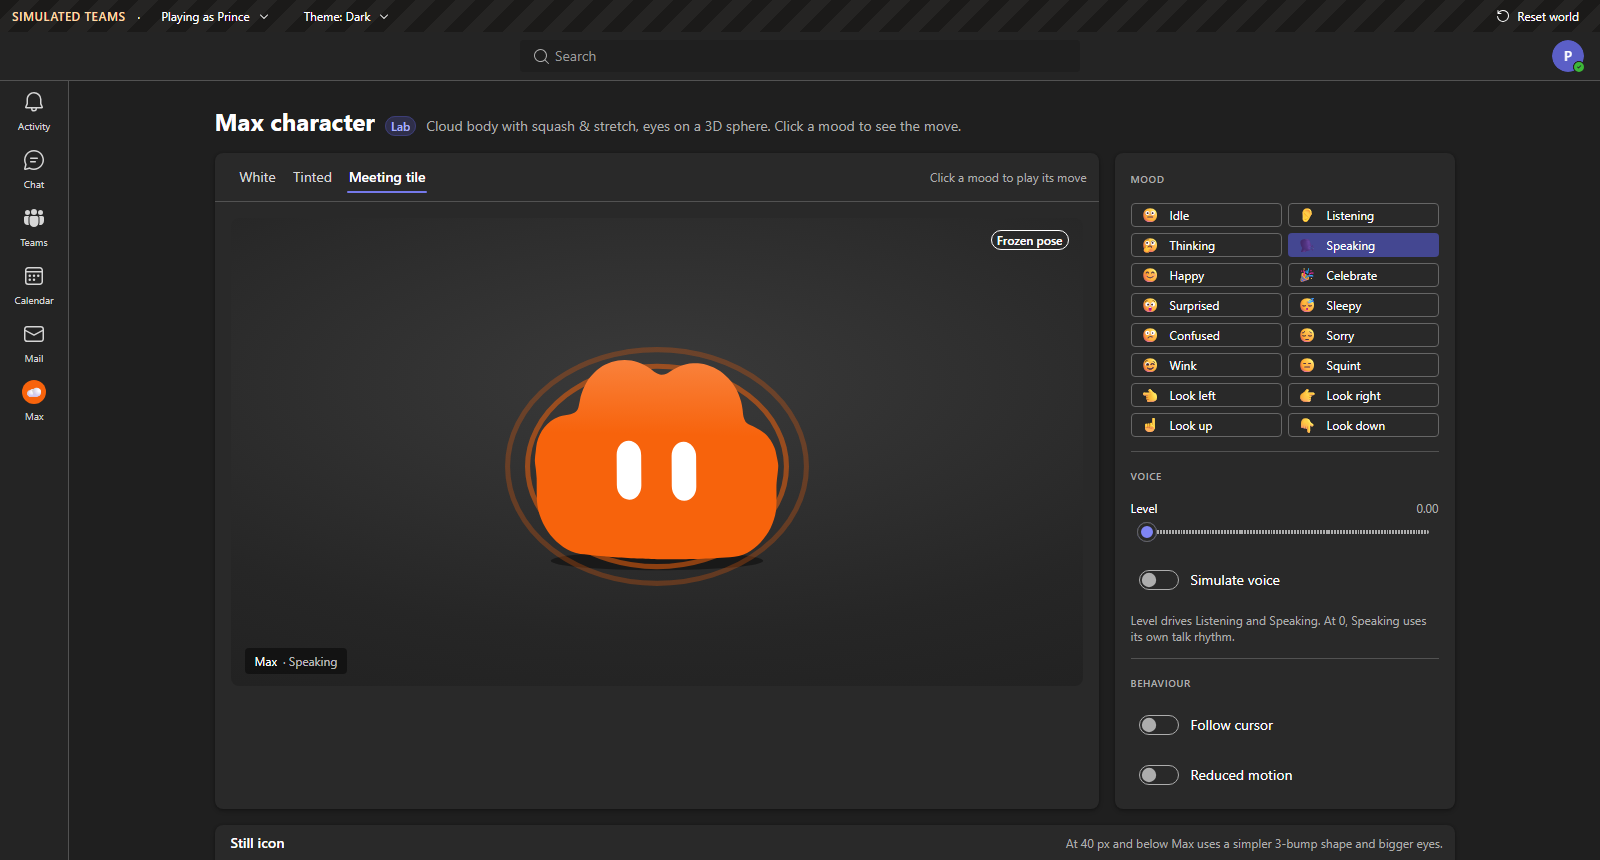 SIMULATED TEAMS · Playing as Prince Theme: Dark Reset world
Search
P
Activity
Chat
Teams
Calendar
Mail
Max
Max character Lab Cloud body with squash & stretch, eyes on a 3D sphere. Click a mood to see the move.
White Tinted Meeting tile Click a mood to play its move
Frozen pose
Max · Speaking
MOOD
Idle Listening
Thinking Speaking
Happy Celebrate
Surprised Sleepy
Confused Sorry
Wink Squint
Look left Look right
Look up Look down
VOICE
Level 0.00
Simulate voice
Level drives Listening and Speaking. At 0, Speaking uses
its own talk rhythm.
BEHAVIOUR
Follow cursor
Reduced motion
Still icon At 40 px and below Max uses a simpler 3-bump shape and bigger eyes.